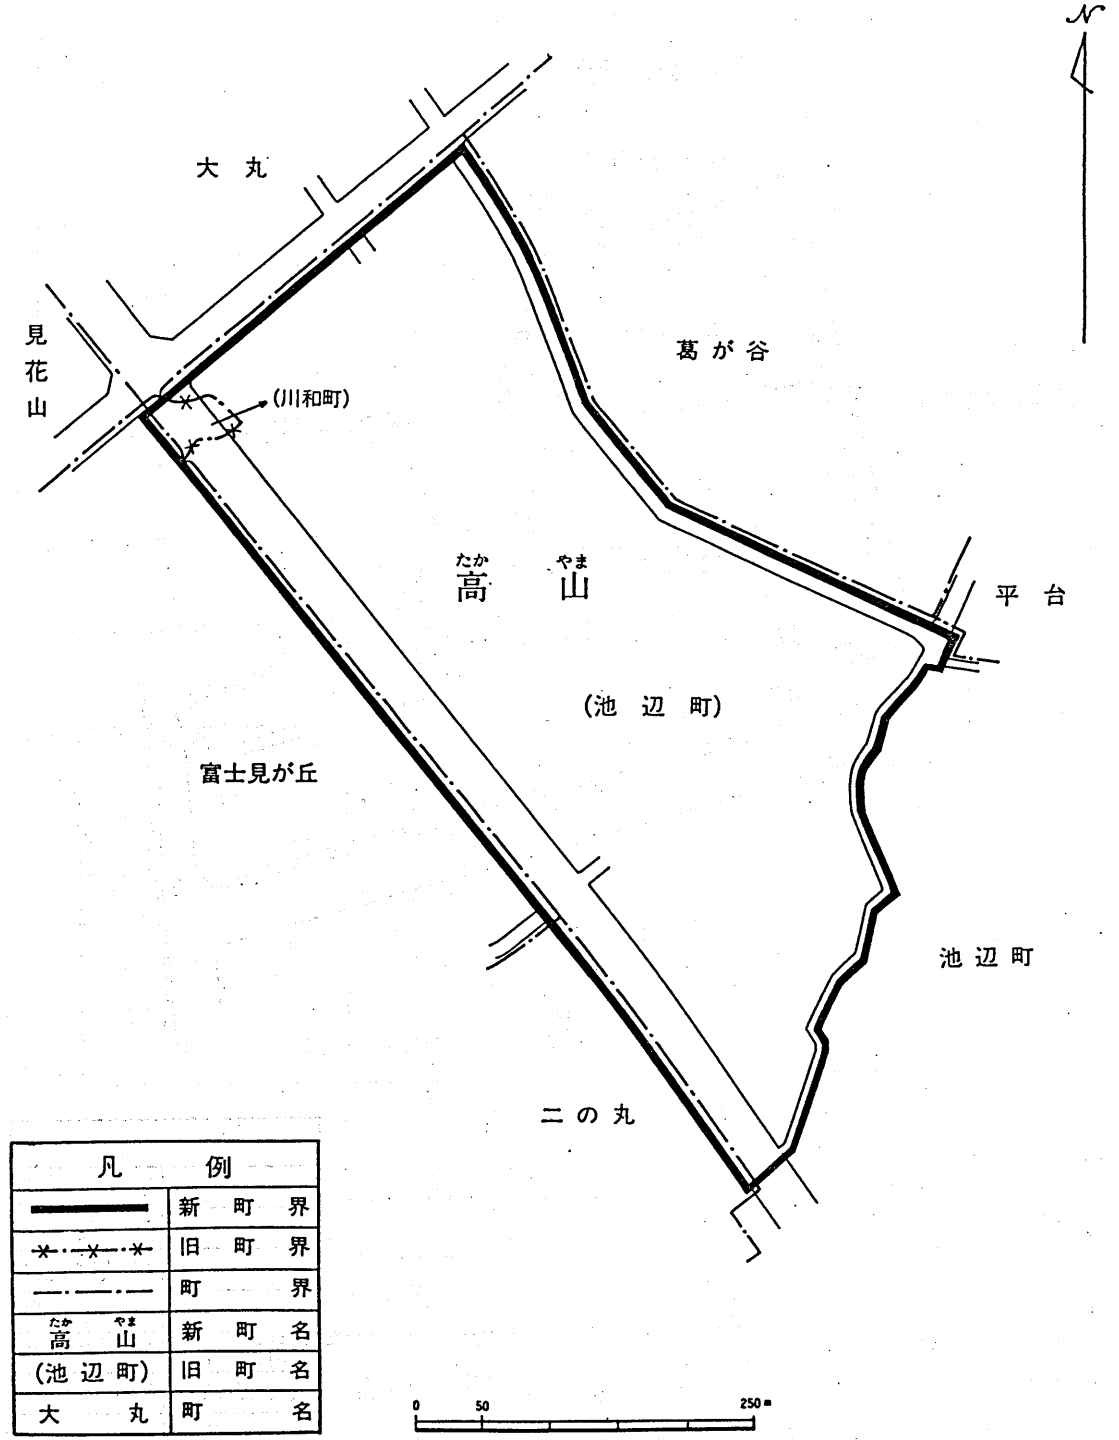 N
大丸
見花山
(川和町)
葛が谷
たか やま
高山
平台
(池辺町)
富士見が丘
池辺町
二の丸
凡例
新町界
旧町界
町界
たか やま
高山 新町名
(池辺町) 旧町名
大丸 町名
0 50 250m